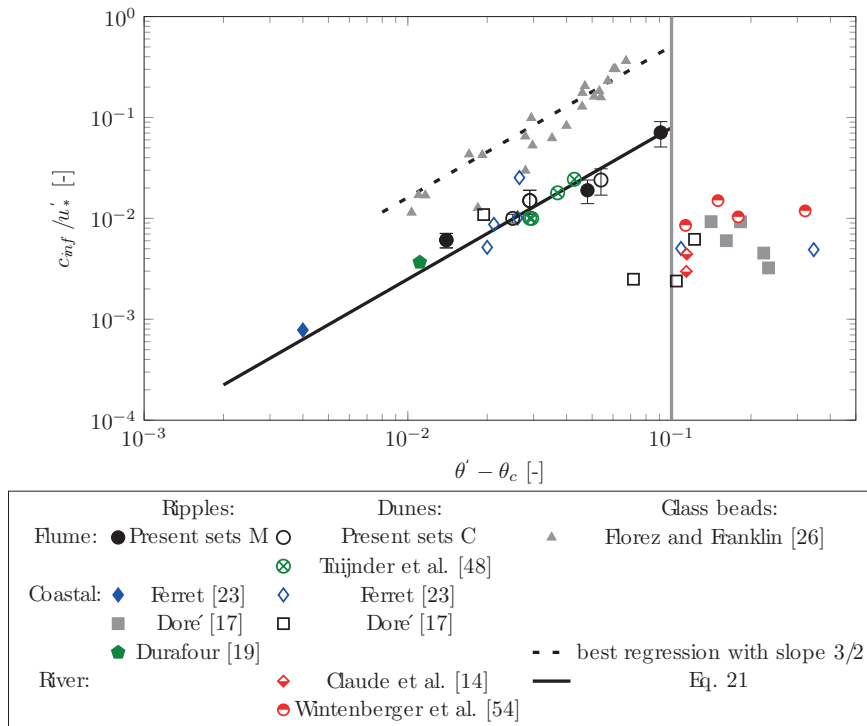 10⁰
10⁻¹
10⁻²
10⁻³
10⁻⁴
c_inf /u'_* [-]
10⁻³ 10⁻² 10⁻¹
θ' − θ_c [-]
Ripples: Dunes: Glass beads:
Flume: Present sets M Present sets C Florez and Franklin [26]
Tuijnder et al. [48]
Coastal: Ferret [23] Ferret [23]
Doré [17] Doré [17]
Durafour [19] best regression with slope 3/2
River: Claude et al. [14] Eq. 21
Wintenberger et al. [54]